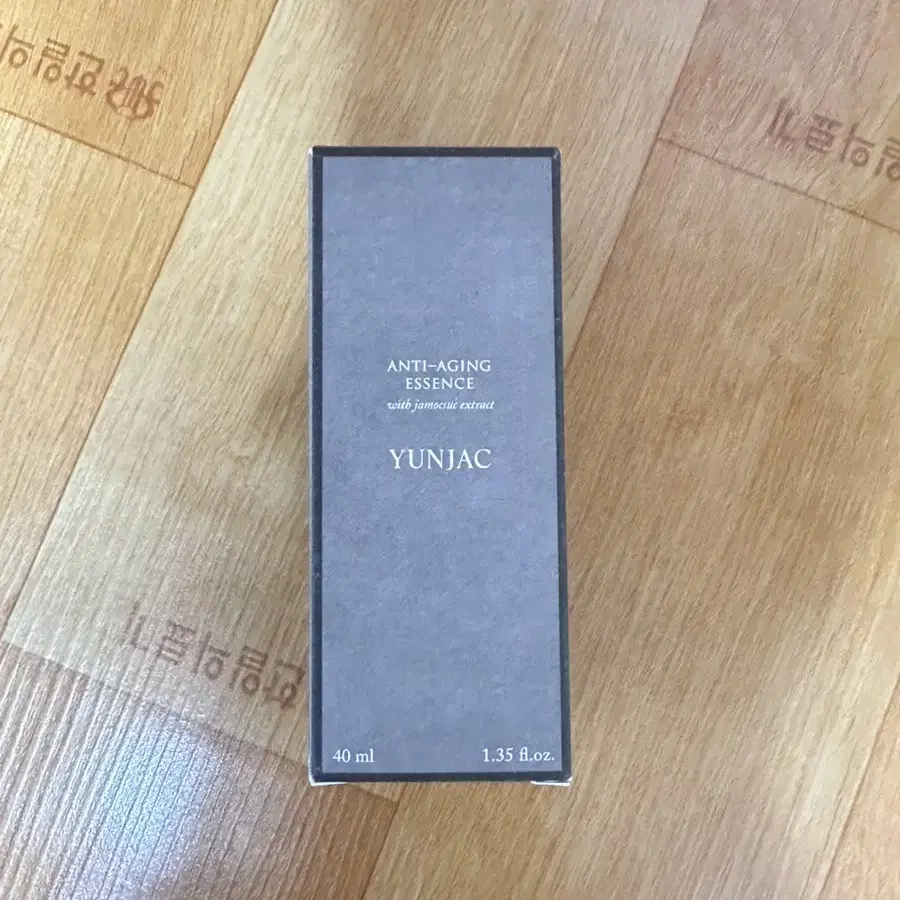 ANTI-AGING
ESSENCE
with jamocsuc extract
YUNJAC
40 ml 1.35 fl.oz.